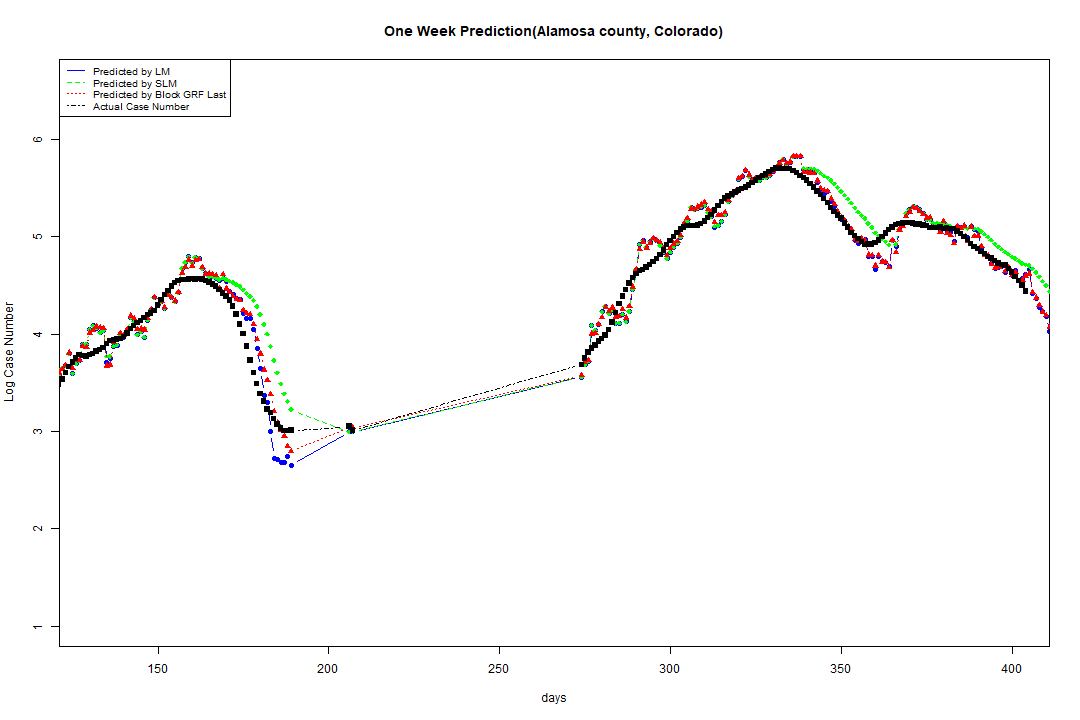 One Week Prediction(Alamosa county, Colorado)
Predicted by LM
Predicted by SLM
Predicted by Block GRF Last
Actual Case Number
Log Case Number
6
5
4
3
2
1
150 200 250 300 350 400
days